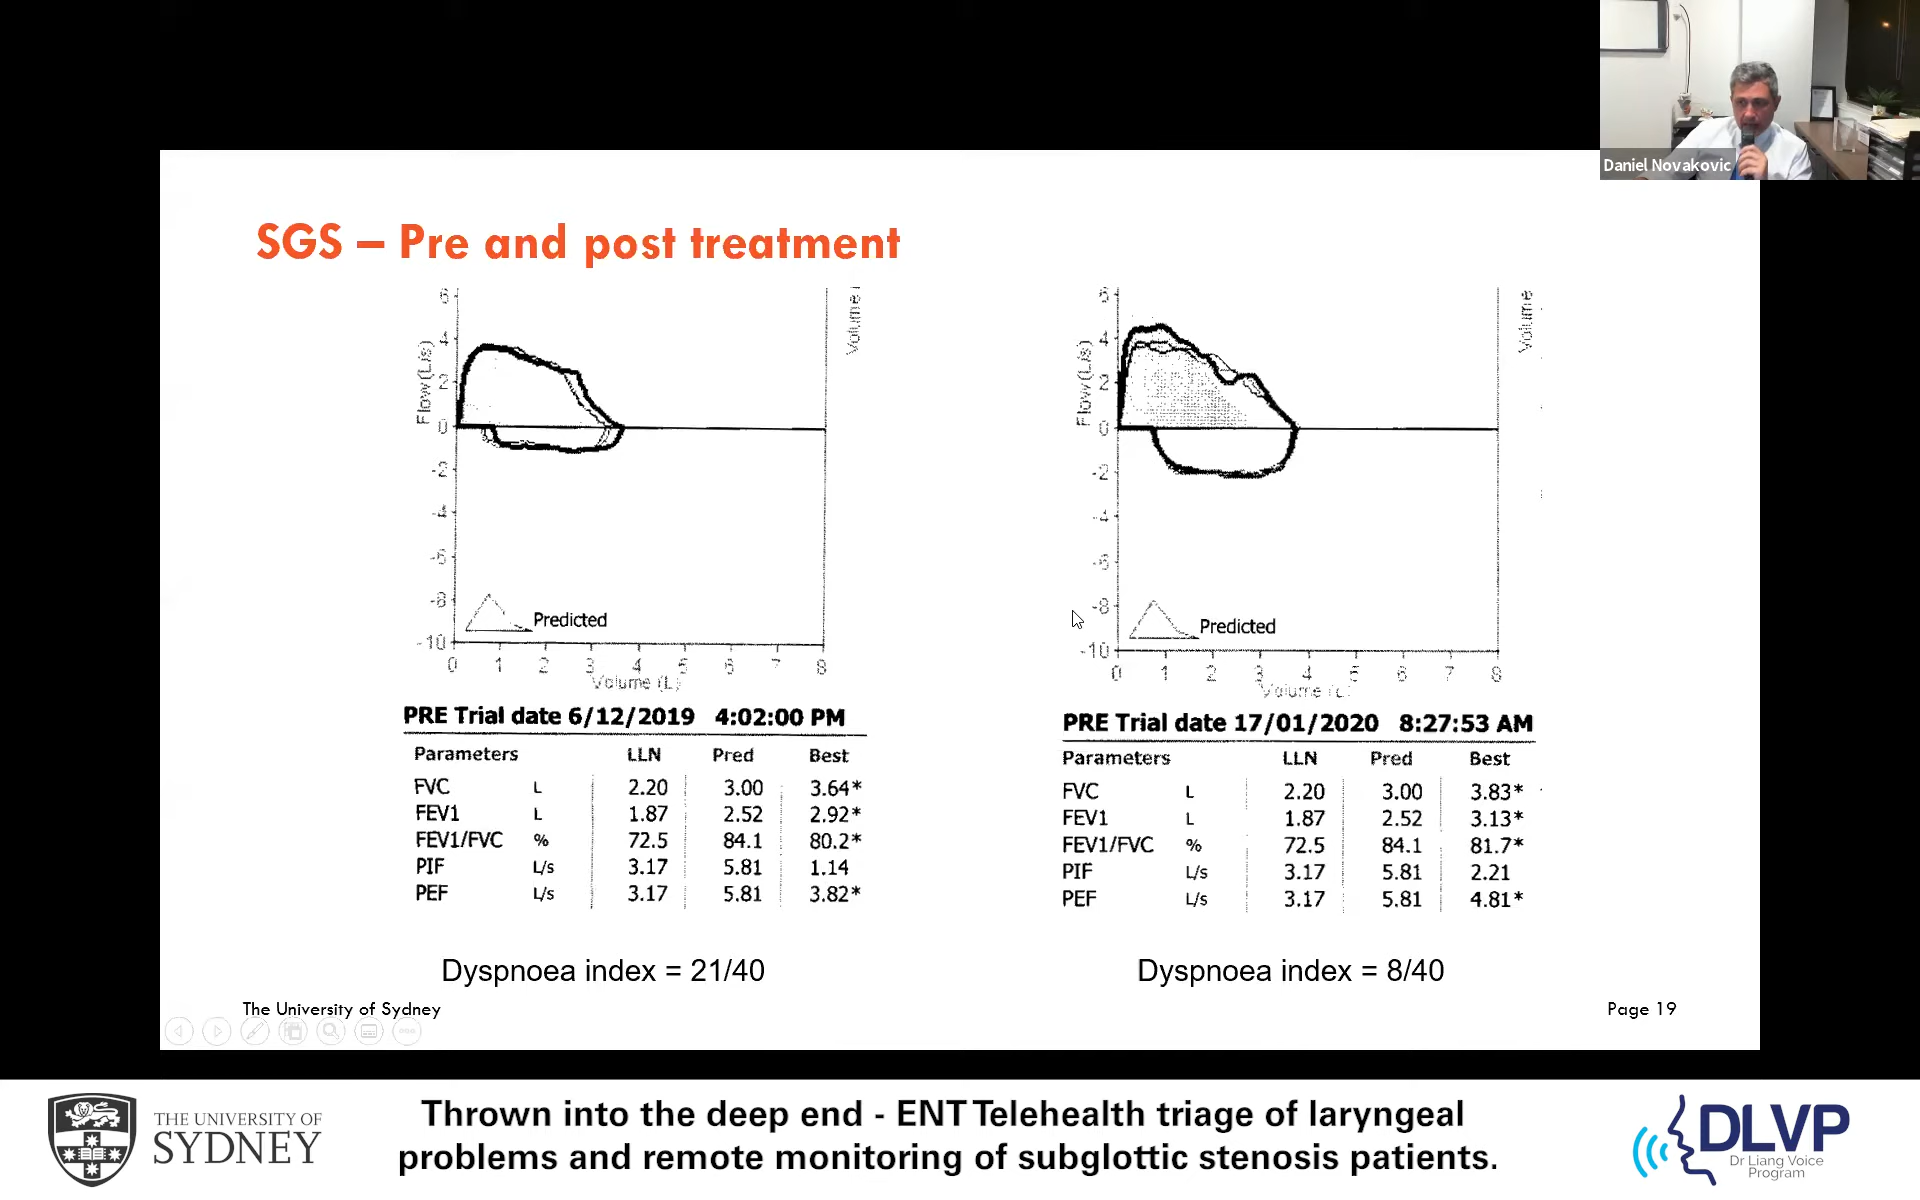 Daniel Novakovic
SGS – Pre and post treatment
6
4
2
0
-2
-4
-6
-8
-10
Flow (L/s)
Volume
Predicted
0 1 2 3 4 5 6 7 8
Volume (L)
PRE Trial date 6/12/2019 4:02:00 PM
Parameters LLN Pred Best
FVC L 2.20 3.00 3.64*
FEV1 L 1.87 2.52 2.92*
FEV1/FVC % 72.5 84.1 80.2*
PIF L/s 3.17 5.81 1.14
PEF L/s 3.17 5.81 3.82*
Dyspnoea index = 21/40
6
4
2
0
-2
-4
-6
-8
-10
Flow (L/s)
Volume
Predicted
0 1 2 3 4 5 6 7 8
Volume (L)
PRE Trial date 17/01/2020 8:27:53 AM
Parameters LLN Pred Best
FVC L 2.20 3.00 3.83*
FEV1 L 1.87 2.52 3.13*
FEV1/FVC % 72.5 84.1 81.7*
PIF L/s 3.17 5.81 2.21
PEF L/s 3.17 5.81 4.81*
Dyspnoea index = 8/40
The University of Sydney
Page 19
THE UNIVERSITY OF
SYDNEY
Thrown into the deep end - ENT Telehealth triage of laryngeal
problems and remote monitoring of subglottic stenosis patients.
DLVP
Dr Liang Voice
Program